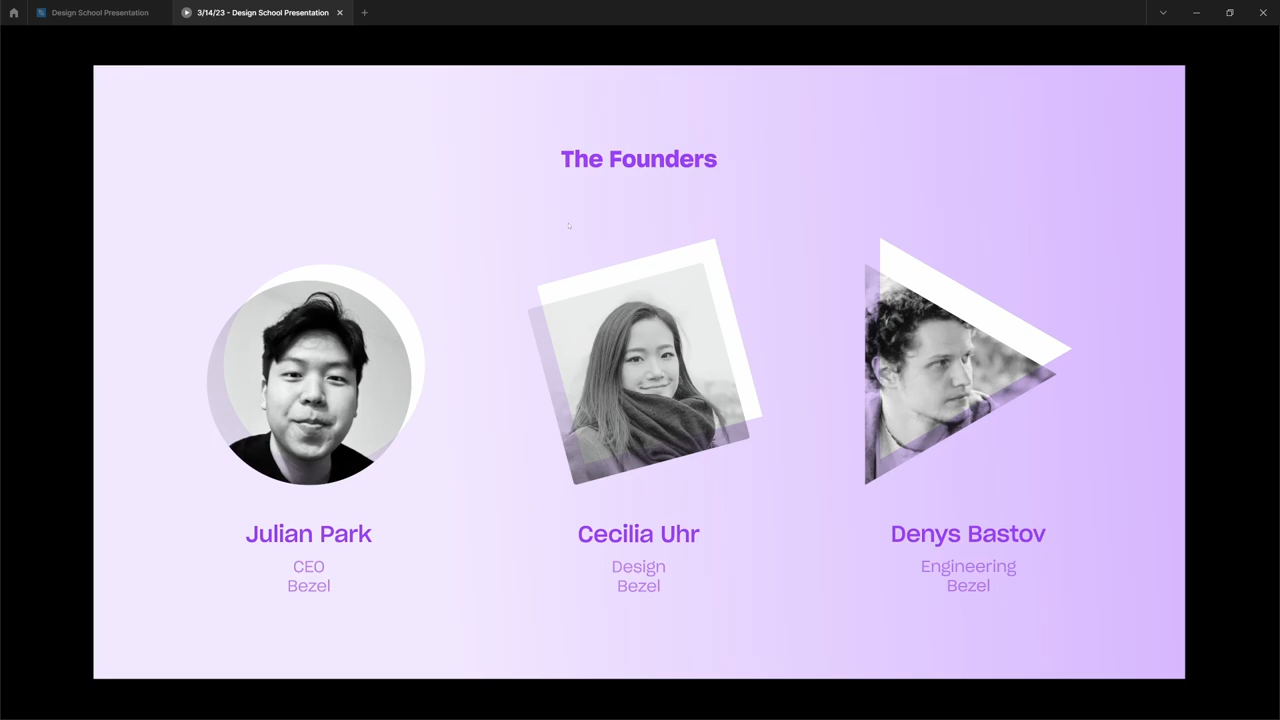 Design School Presentation
3/14/23 - Design School Presentation
The Founders
Julian Park
CEO
Bezel
Cecilia Uhr
Design
Bezel
Denys Bastov
Engineering
Bezel